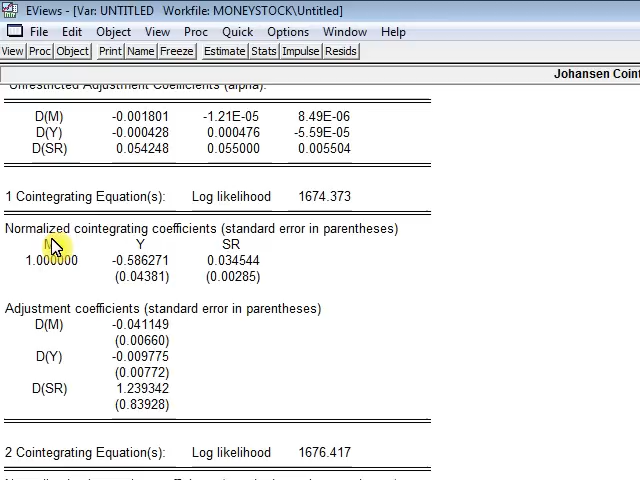 EViews - [Var: UNTITLED Workfile: MONEYSTOCK\Untitled]
File Edit View Proc Quick Options Window Help
View Proc Object Print Name Freeze Estimate Stats Impulse Resids
Johansen Coint
Unrestricted Adjustment Coefficients (alpha):
D(M) -0.001801 -1.21E-05 8.49E-06
D(Y) -0.000428 0.000476 -5.59E-05
D(SR) 0.054248 0.055000 0.005504
1 Cointegrating Equation(s): Log likelihood 1674.373
Normalized cointegrating coefficients (standard error in parentheses)
M Y SR
1.000000 -0.586271 0.034544
(0.04381) (0.00285)
Adjustment coefficients (standard error in parentheses)
D(M) -0.041149
(0.00660)
D(Y) -0.009775
(0.00772)
D(SR) 1.239342
(0.83928)
2 Cointegrating Equation(s): Log likelihood 1676.417